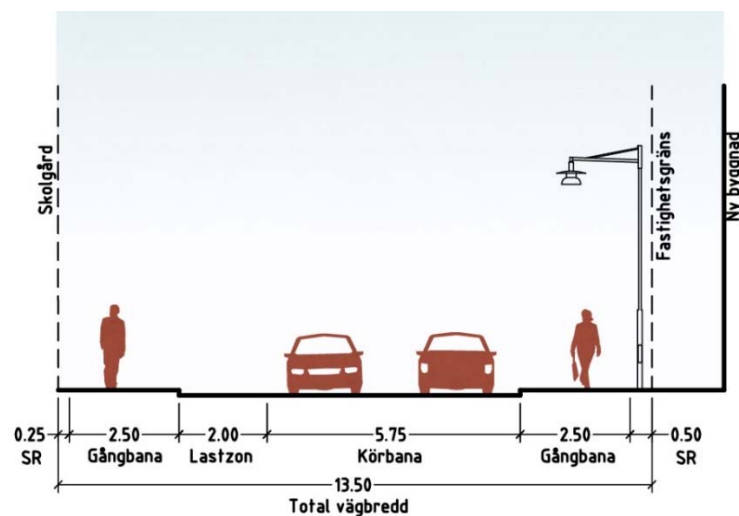 Skolgård
Fastighetsgräns
Ny byggnad
0.25 2.50 2.00 5.75 2.50 0.50
SR Gångbana Lastzon Körbana Gångbana SR
13.50
Total vägbredd